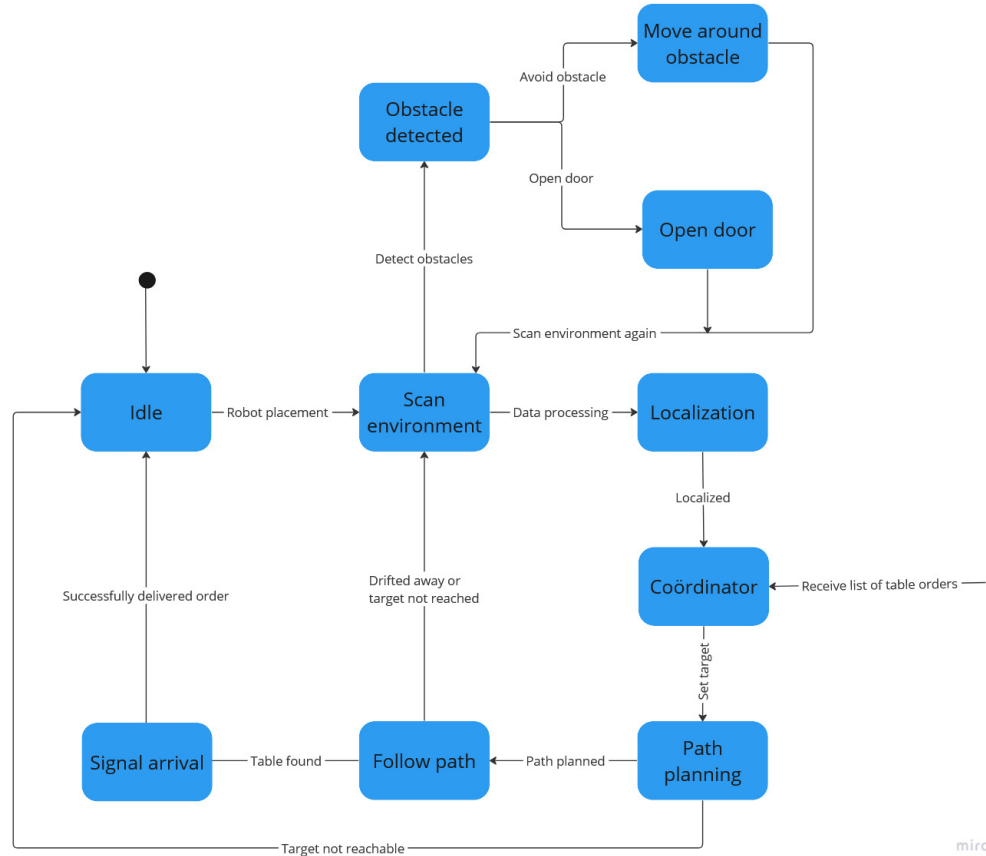 Move around
obstacle
Avoid obstacle
Obstacle
detected
Open door
Open door
Detect obstacles
Scan environment again
Idle
Robot placement
Scan
environment
Data processing
Localization
Localized
Drifted away or
target not reached
Coördinator
Receive list of table orders
Successfully delivered order
Set target
Signal arrival
Table found
Follow path
Path planned
Path
planning
Target not reachable